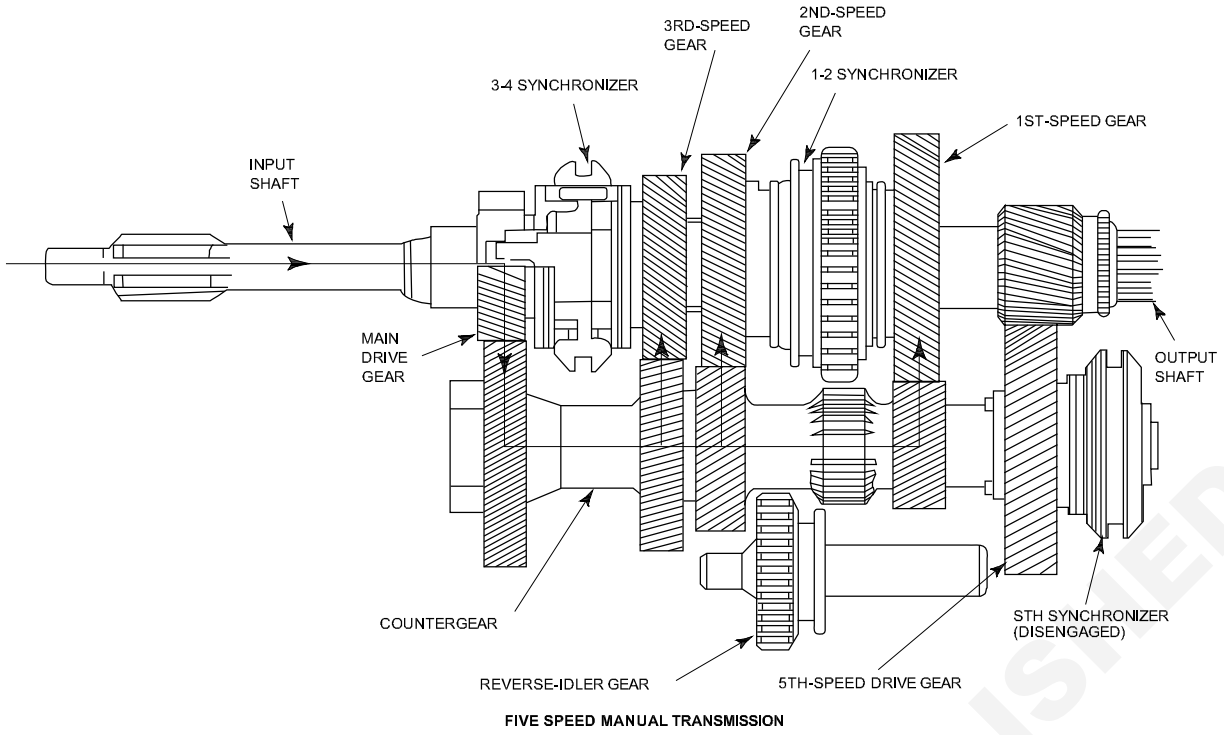 3RD-SPEED
GEAR
2ND-SPEED
GEAR
3-4 SYNCHRONIZER
1-2 SYNCHRONIZER
1ST-SPEED GEAR
INPUT
SHAFT
MAIN
DRIVE
GEAR
OUTPUT
SHAFT
COUNTERGEAR
STH SYNCHRONIZER
(DISENGAGED)
REVERSE-IDLER GEAR
5TH-SPEED DRIVE GEAR
FIVE SPEED MANUAL TRANSMISSION